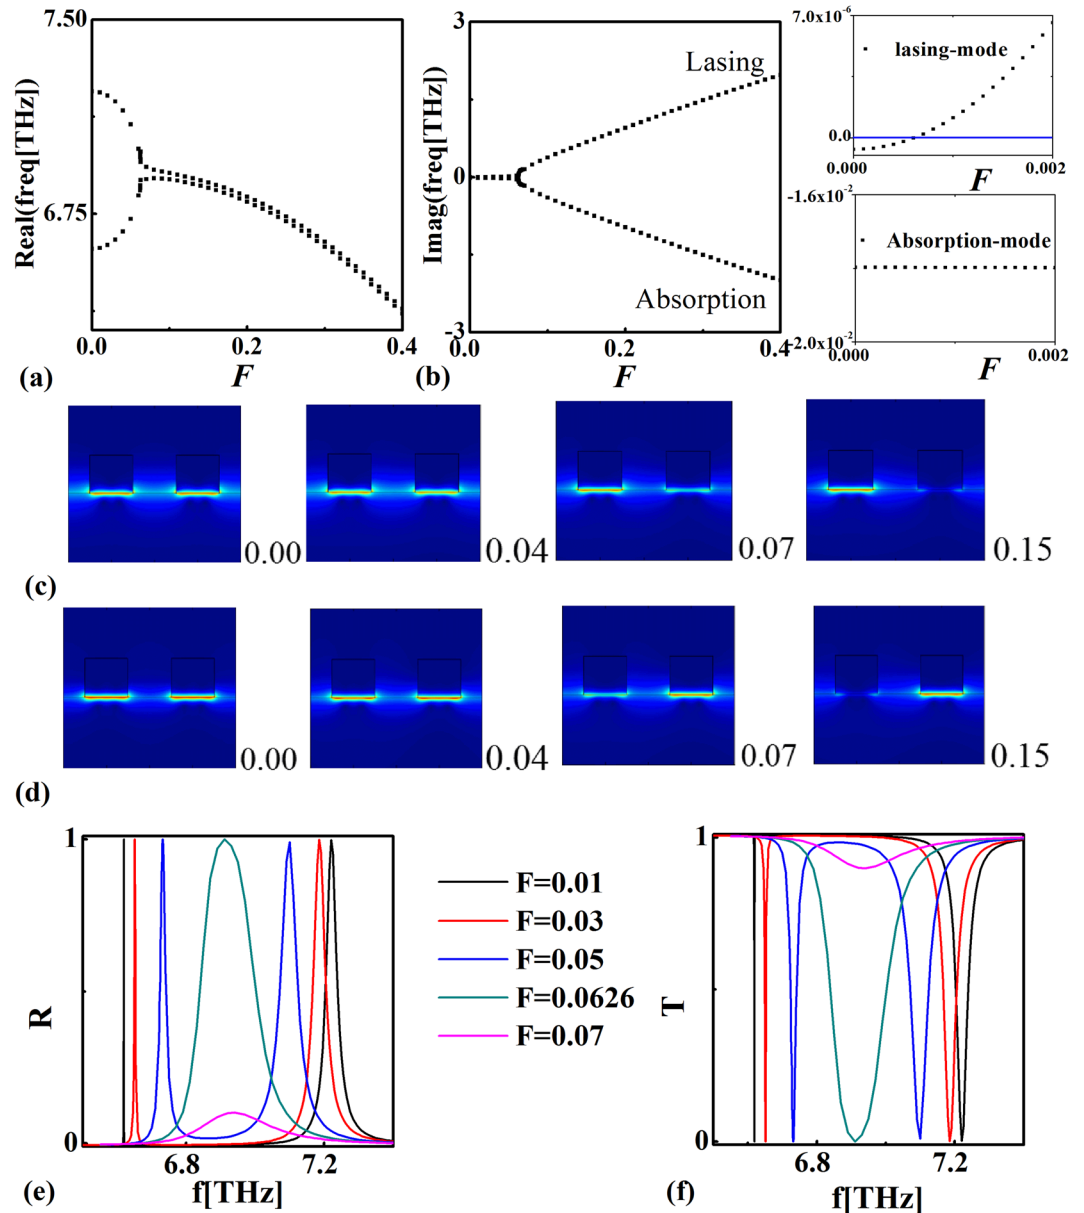 7.50
6.75
Real(freq[THz])
0.0
0.2
0.4
F
(a)
3
0
-3
Imag(freq[THz])
Lasing
Absorption
0.0
0.2
0.4
F
(b)
7.0x10-6
0.0
lasing-mode
0.000
0.002
F
-1.6x10-2
-2.0x10-2
Absorption-mode
0.000
0.002
F
0.00
0.04
0.07
0.15
(c)
0.00
0.04
0.07
0.15
(d)
1
0
R
6.8
7.2
f[THz]
(e)
F=0.01
F=0.03
F=0.05
F=0.0626
F=0.07
1
0
T
6.8
7.2
f[THz]
(f)